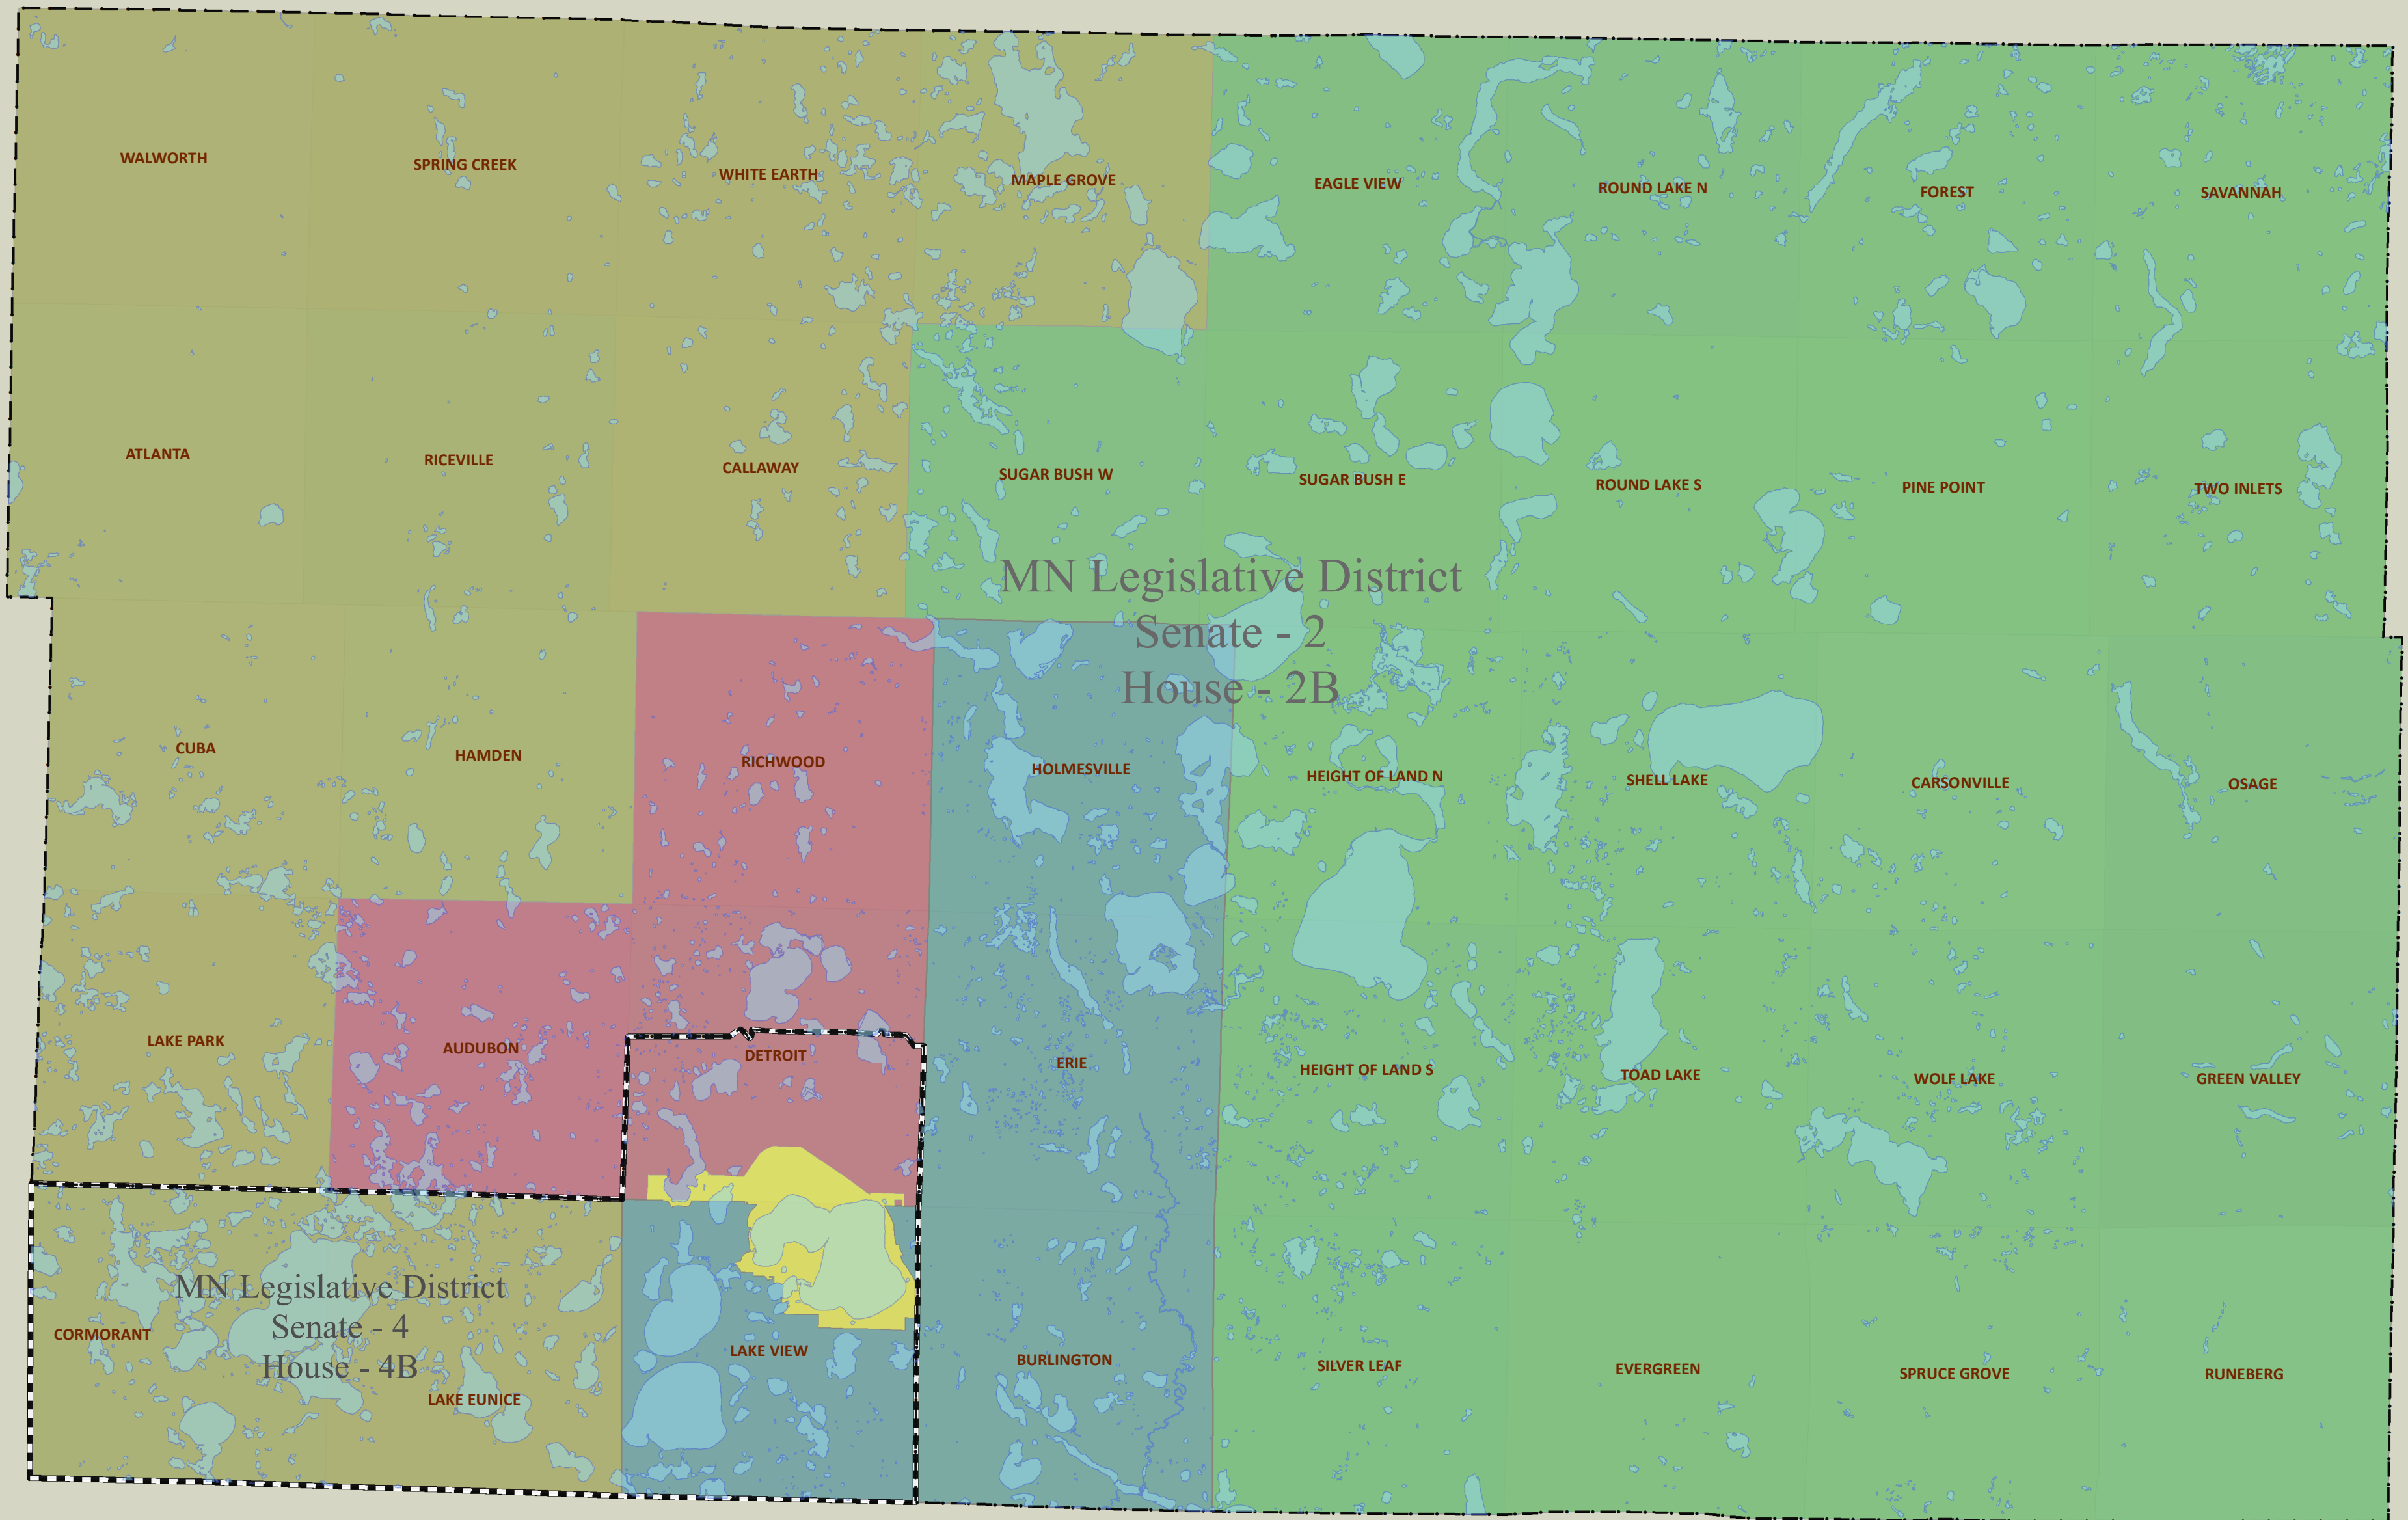 WALWORTH
SPRING CREEK
WHITE EARTH
MAPLE GROVE
EAGLE VIEW
ROUND LAKE N
FOREST
SAVANNAH
ATLANTA
RICEVILLE
CALLAWAY
SUGAR BUSH W
SUGAR BUSH E
ROUND LAKE S
PINE POINT
TWO INLETS
MN Legislative District
Senate - 2
House - 2B
CUBA
HAMDEN
RICHWOOD
HOLMESVILLE
HEIGHT OF LAND N
SHELL LAKE
CARSONVILLE
OSAGE
LAKE PARK
AUDUBON
DETROIT
ERIE
HEIGHT OF LAND S
TOAD LAKE
WOLF LAKE
GREEN VALLEY
MN Legislative District
Senate - 4
House - 4B
CORMORANT
LAKE EUNICE
LAKE VIEW
BURLINGTON
SILVER LEAF
EVERGREEN
SPRUCE GROVE
RUNEBERG